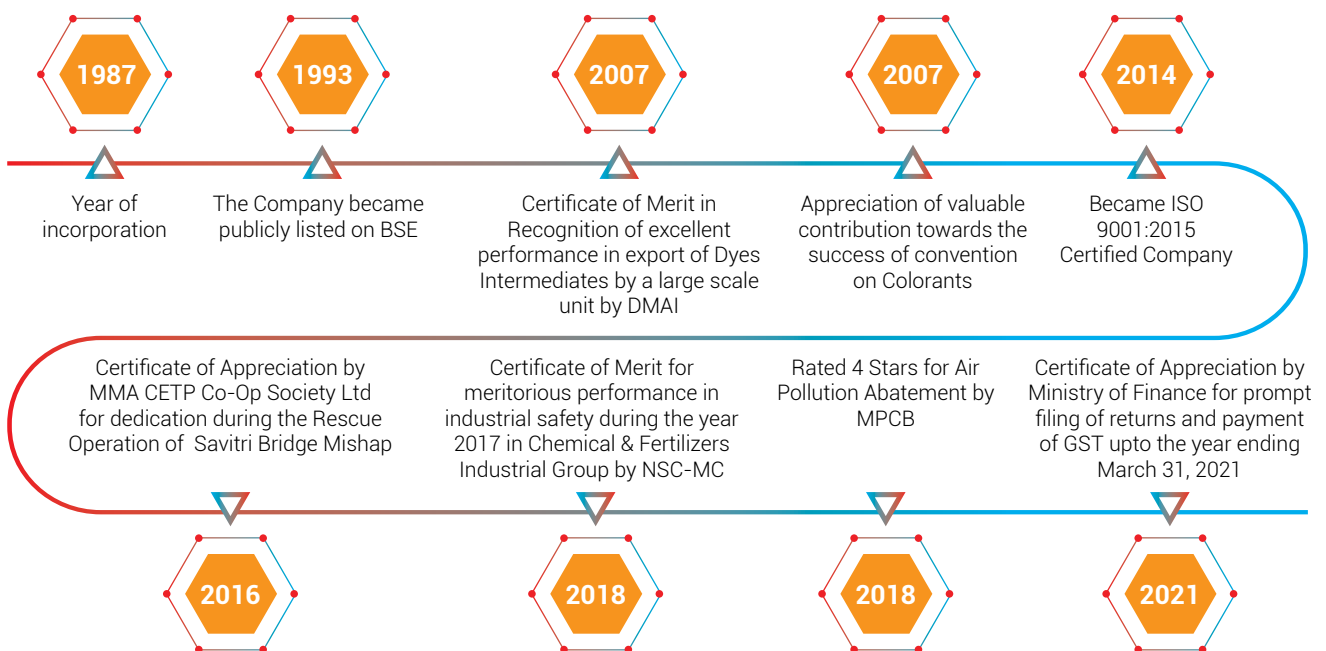 1987
1993
2007
2007
2014
Year of
incorporation
The Company became
publicly listed on BSE
Certificate of Merit in
Recognition of excellent
performance in export of Dyes
Intermediates by a large scale
unit by DMAI
Appreciation of valuable
contribution towards the
success of convention
on Colorants
Became ISO
9001:2015
Certified Company
Certificate of Appreciation by
MMA CETP Co-Op Society Ltd
for dedication during the Rescue
Operation of Savitri Bridge Mishap
Certificate of Merit for
meritorious performance in
industrial safety during the year
2017 in Chemical & Fertilizers
Industrial Group by NSC-MC
Rated 4 Stars for Air
Pollution Abatement by
MPCB
Certificate of Appreciation by
Ministry of Finance for prompt
filing of returns and payment
of GST upto the year ending
March 31, 2021
2016
2018
2018
2021